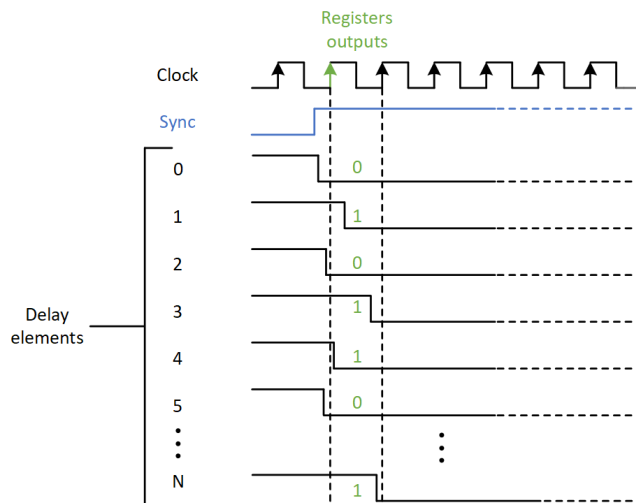 Registers
outputs
Clock
Sync
0 0
1 1
2 0
3 1
Delay
elements
4 1
5 0
N 1